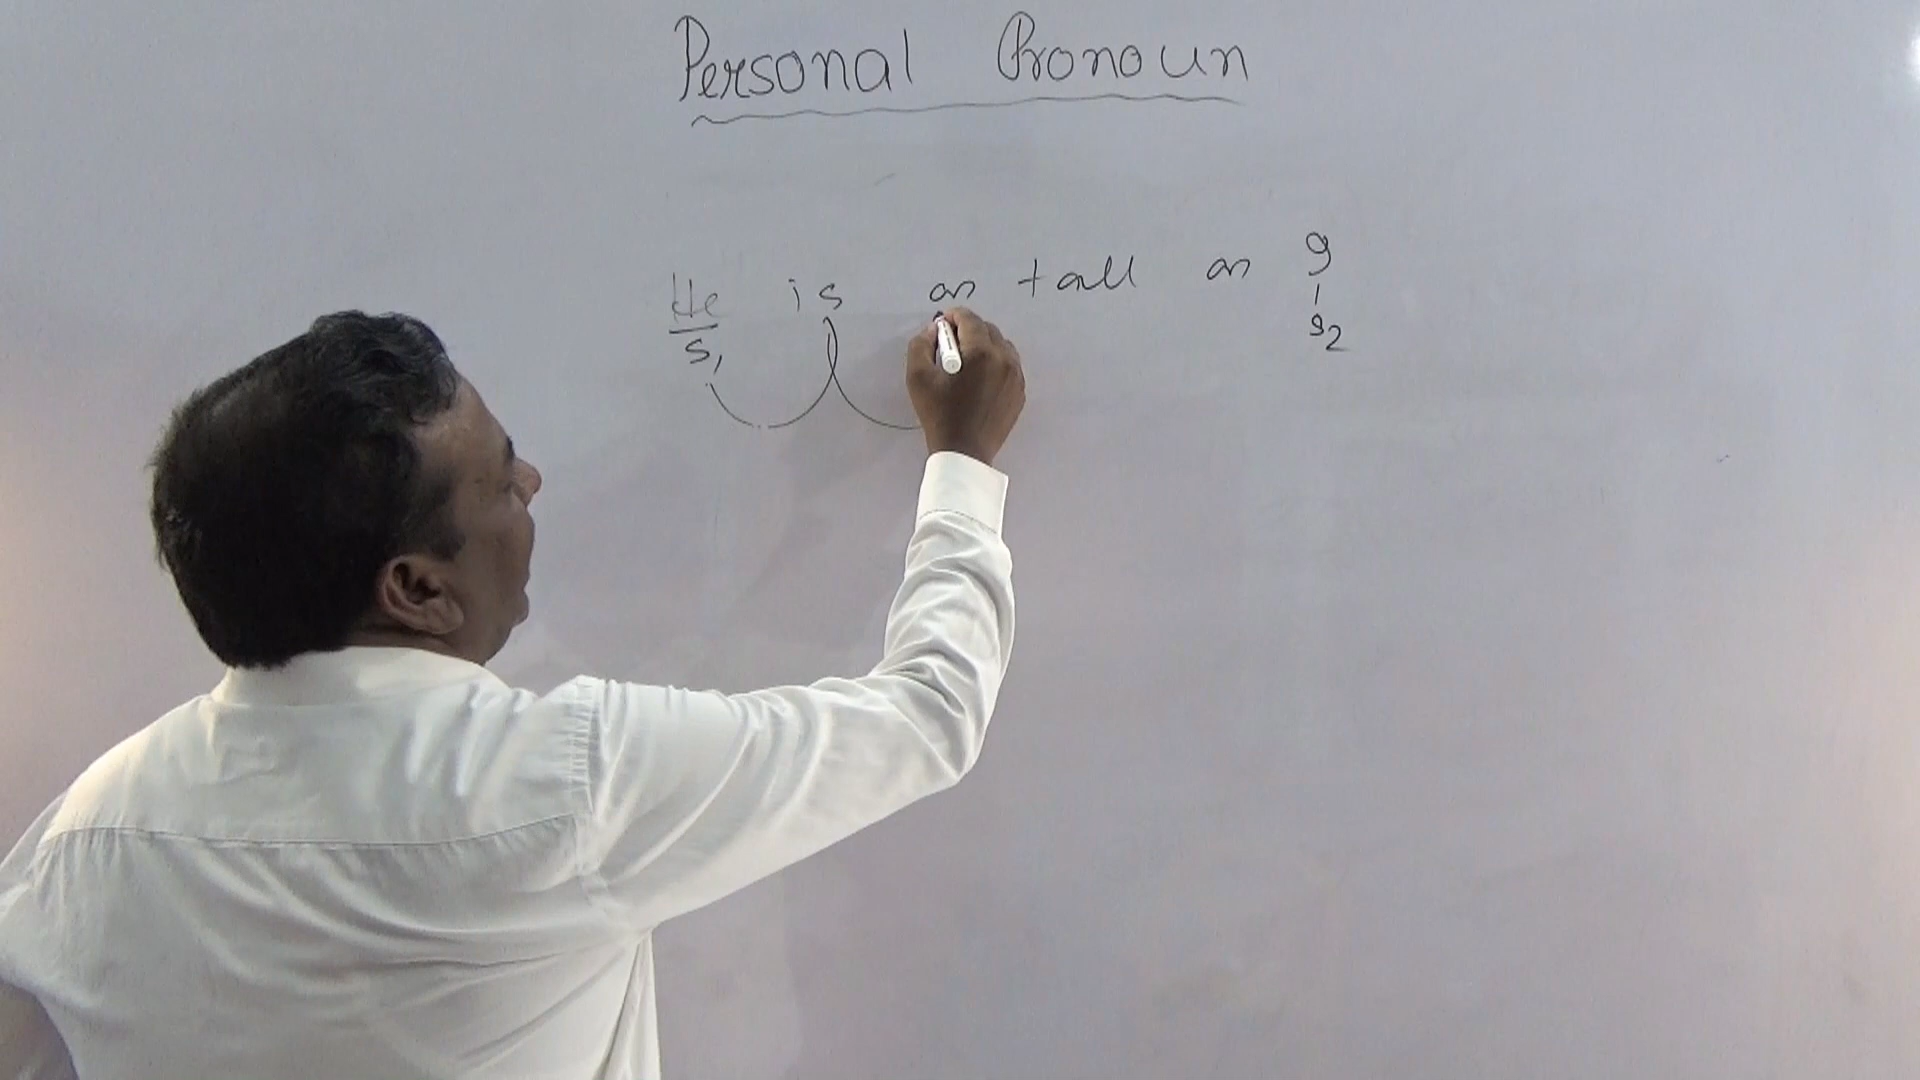 Personal Pronoun
He is as tall as I
S1 S2